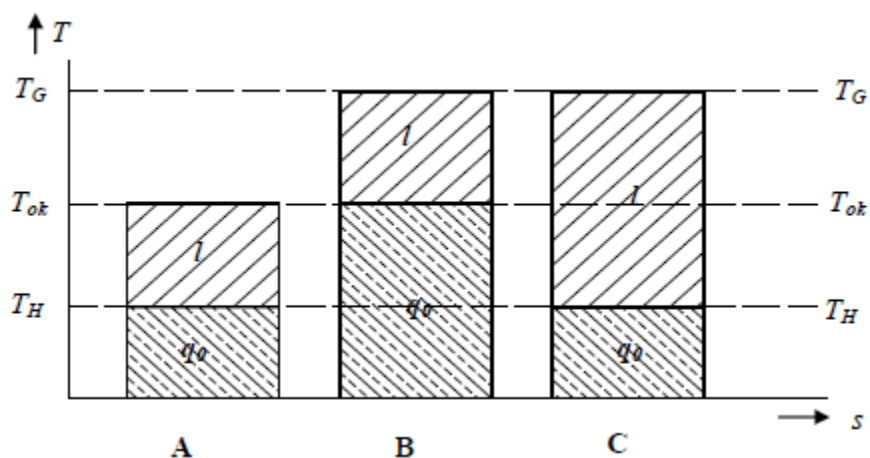 T
T_G T_G
l
T_ok l T_ok
l
T_H q_0 T_H
q_0 q_0
s
A B C